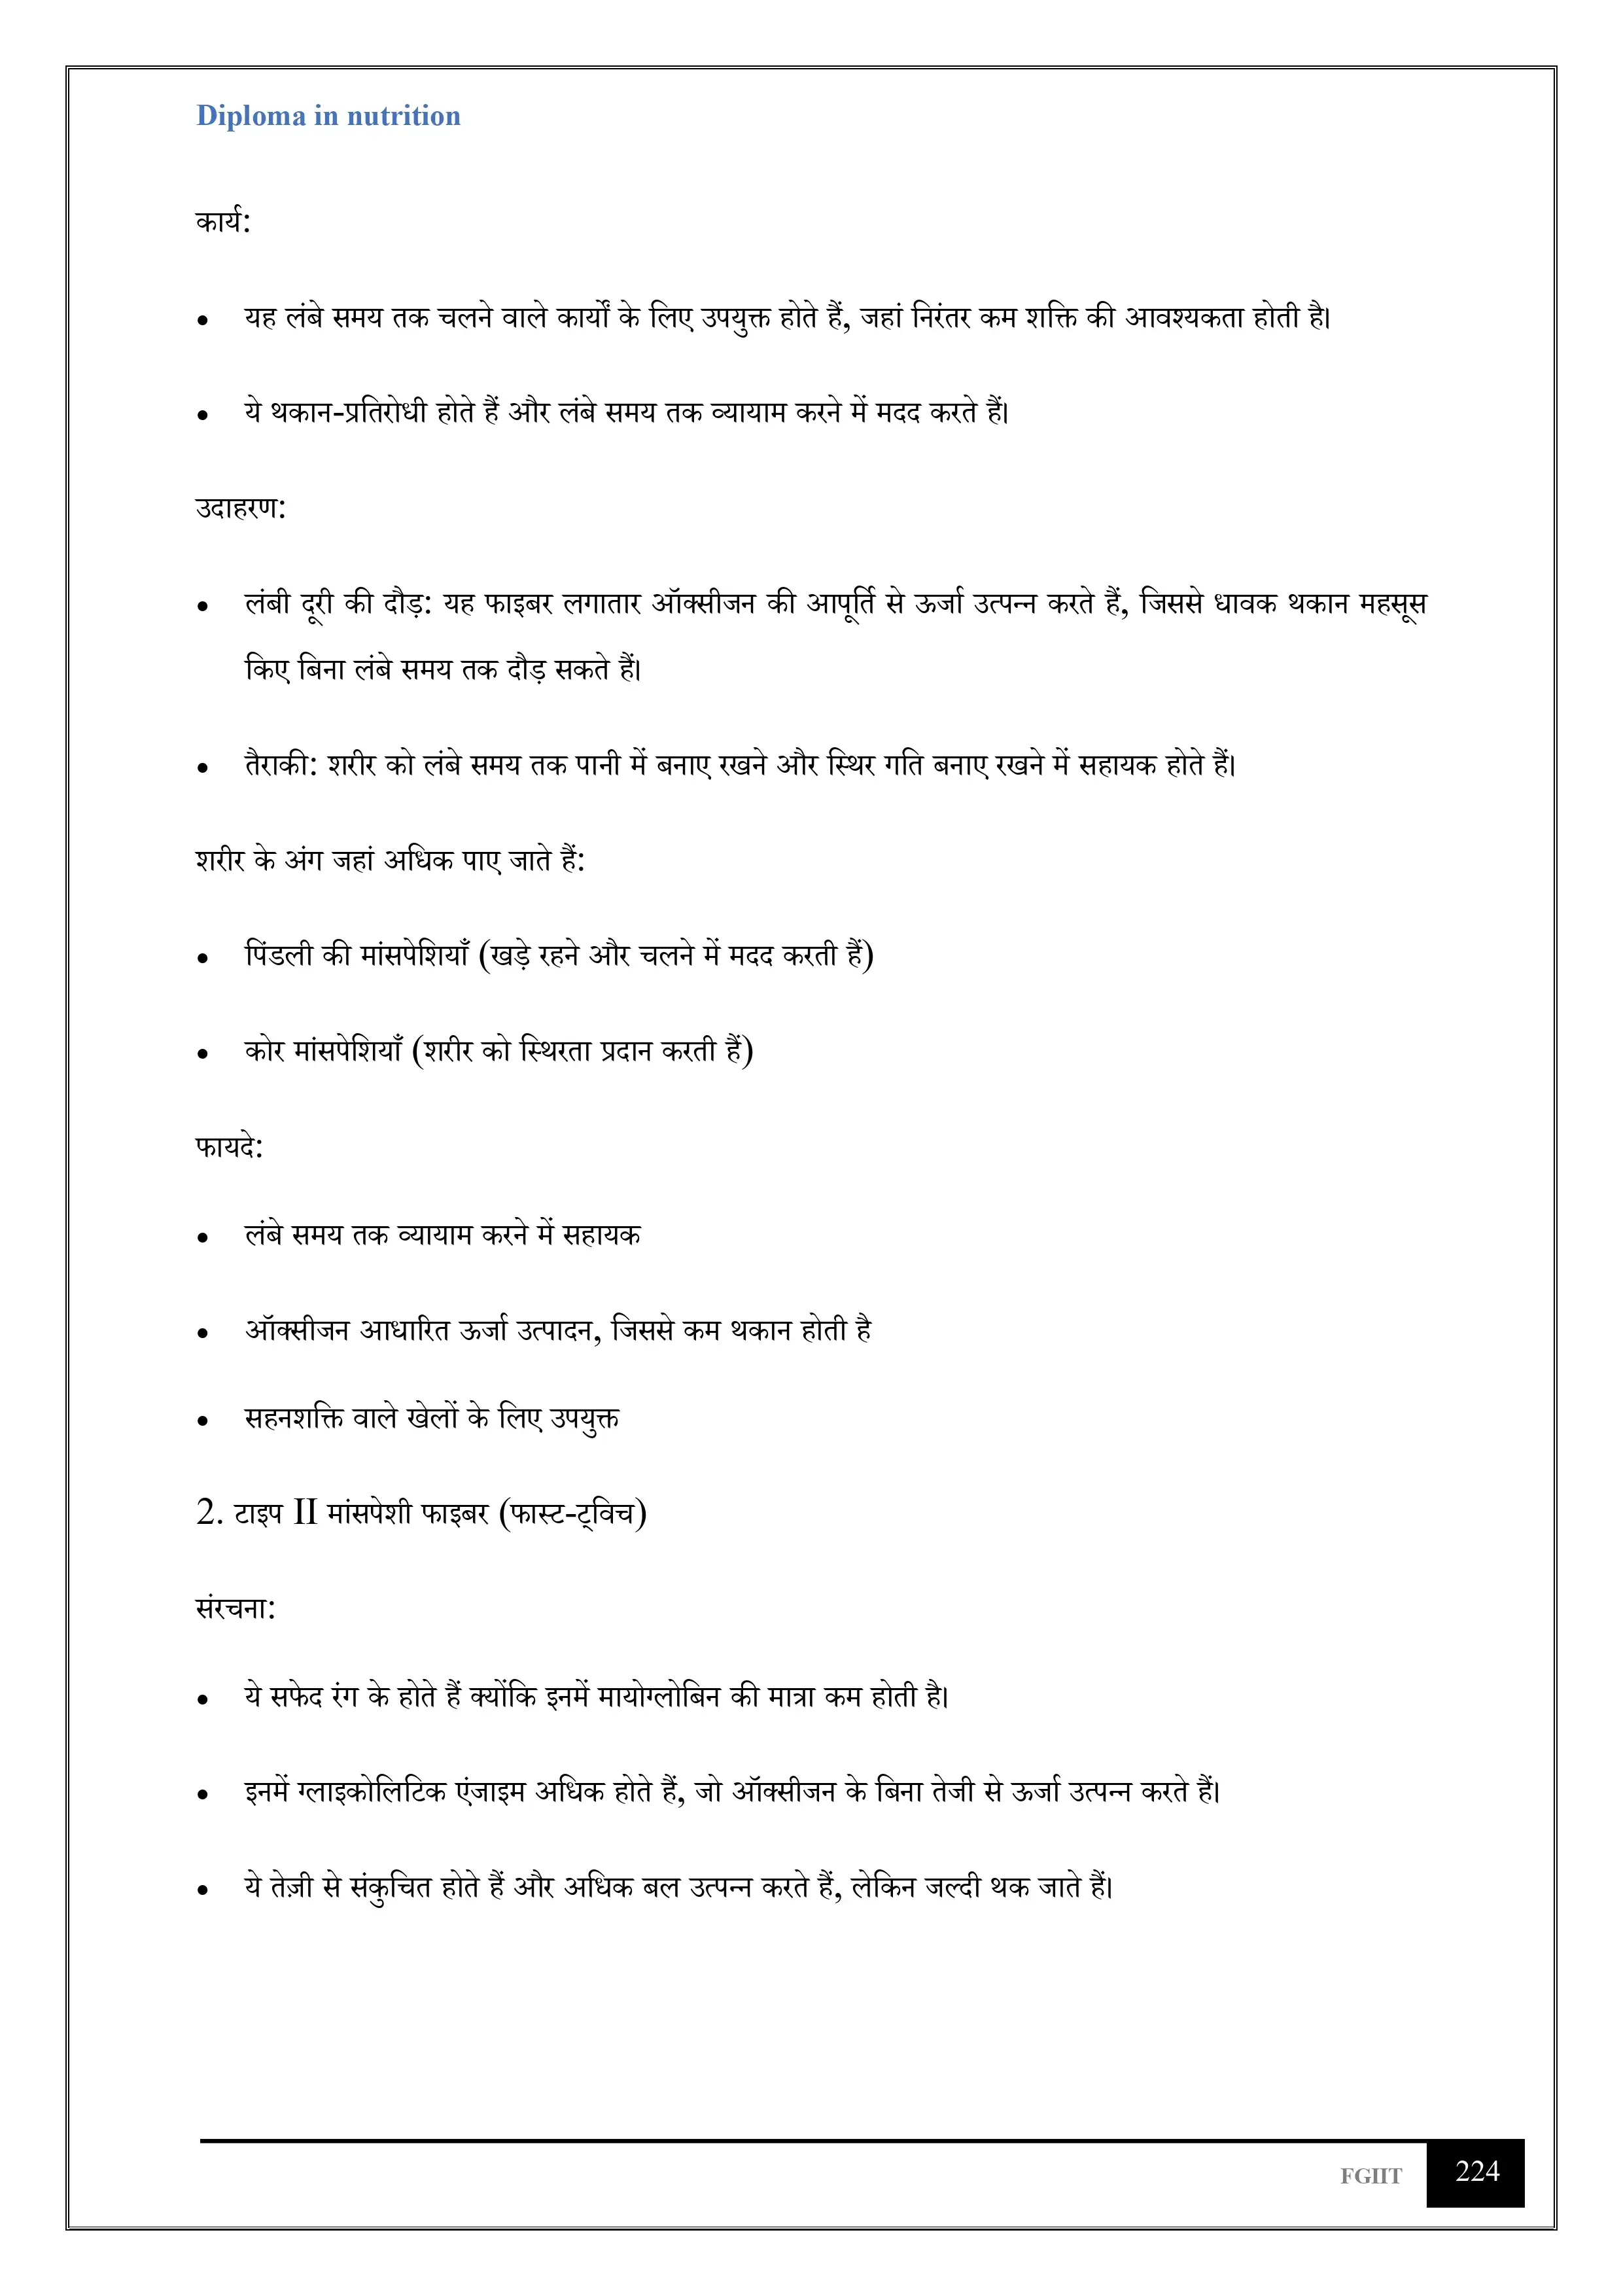 Diploma in nutrition
कार्य:
• यह लंबे समय तक चलने वाले कार्यों के लिए उपयुक्त होते हैं, जहां निरंतर कम शक्ति की आवश्यकता होती है।
• ये थकान-प्रतिरोधी होते हैं और लंबे समय तक व्यायाम करने में मदद करते हैं।
उदाहरण:
• लंबी दूरी की दौड़: यह फाइबर लगातार ऑक्सीजन की आपूर्ति से ऊर्जा उत्पन्न करते हैं, जिससे धावक थकान महसूस
किए बिना लंबे समय तक दौड़ सकते हैं।
• तैराकी: शरीर को लंबे समय तक पानी में बनाए रखने और स्थिर गति बनाए रखने में सहायक होते हैं।
शरीर के अंग जहां अधिक पाए जाते हैं:
• पिंडली की मांसपेशियाँ (खड़े रहने और चलने में मदद करती हैं)
• कोर मांसपेशियाँ (शरीर को स्थिरता प्रदान करती हैं)
फायदे:
• लंबे समय तक व्यायाम करने में सहायक
• ऑक्सीजन आधारित ऊर्जा उत्पादन, जिससे कम थकान होती है
• सहनशक्ति वाले खेलों के लिए उपयुक्त
2. टाइप II मांसपेशी फाइबर (फास्ट-ट्विच)
संरचना:
• ये सफेद रंग के होते हैं क्योंकि इनमें मायोग्लोबिन की मात्रा कम होती है।
• इनमें ग्लाइकोलिटिक एंजाइम अधिक होते हैं, जो ऑक्सीजन के बिना तेजी से ऊर्जा उत्पन्न करते हैं।
• ये तेज़ी से संकुचित होते हैं और अधिक बल उत्पन्न करते हैं, लेकिन जल्दी थक जाते हैं।
FGIIT 224